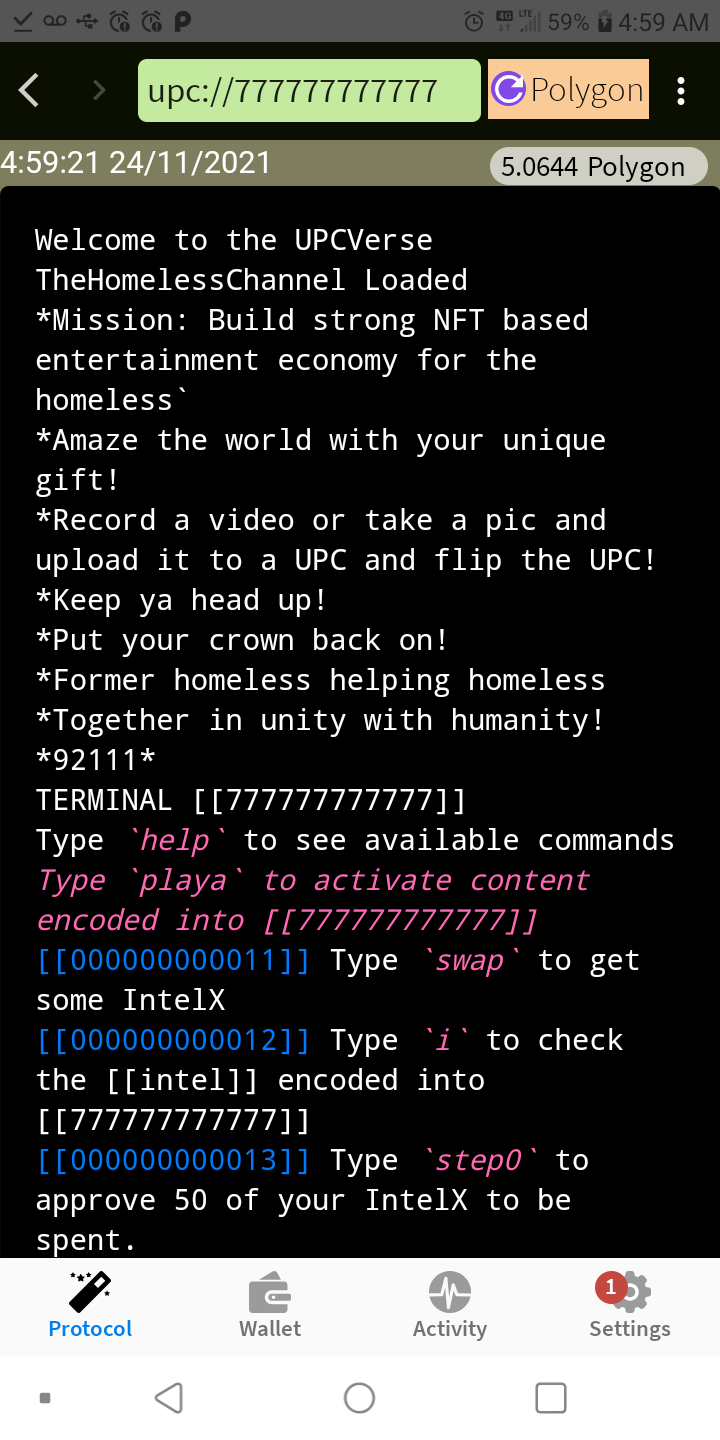 4G LTE 59% 4:59 AM
upc://777777777777 Polygon
4:59:21 24/11/2021 5.0644 Polygon
Welcome to the UPCVerse
TheHomelessChannel Loaded
*Mission: Build strong NFT based
entertainment economy for the
homeless`
*Amaze the world with your unique
gift!
*Record a video or take a pic and
upload it to a UPC and flip the UPC!
*Keep ya head up!
*Put your crown back on!
*Former homeless helping homeless
*Together in unity with humanity!
*92111*
TERMINAL [[777777777777]]
Type `help` to see available commands
Type `playa` to activate content
encoded into [[777777777777]]
[[000000000011]] Type `swap` to get
some IntelX
[[000000000012]] Type `i` to check
the [[intel]] encoded into
[[777777777777]]
[[000000000013]] Type `step0` to
approve 50 of your IntelX to be
spent.
1
Protocol Wallet Activity Settings